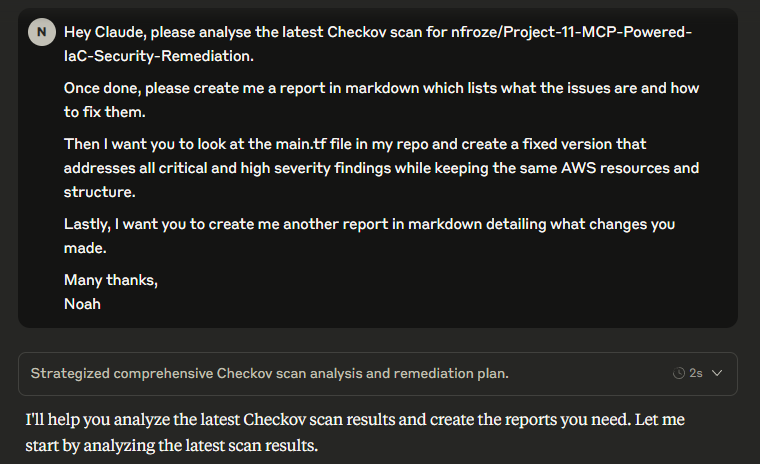 N
Hey Claude, please analyse the latest Checkov scan for nfroze/Project-11-MCP-Powered-
IaC-Security-Remediation.
Once done, please create me a report in markdown which lists what the issues are and how
to fix them.
Then I want you to look at the main.tf file in my repo and create a fixed version that
addresses all critical and high severity findings while keeping the same AWS resources and
structure.
Lastly, I want you to create me another report in markdown detailing what changes you
made.
Many thanks,
Noah
Strategized comprehensive Checkov scan analysis and remediation plan. 2s
I'll help you analyze the latest Checkov scan results and create the reports you need. Let me
start by analyzing the latest scan results.